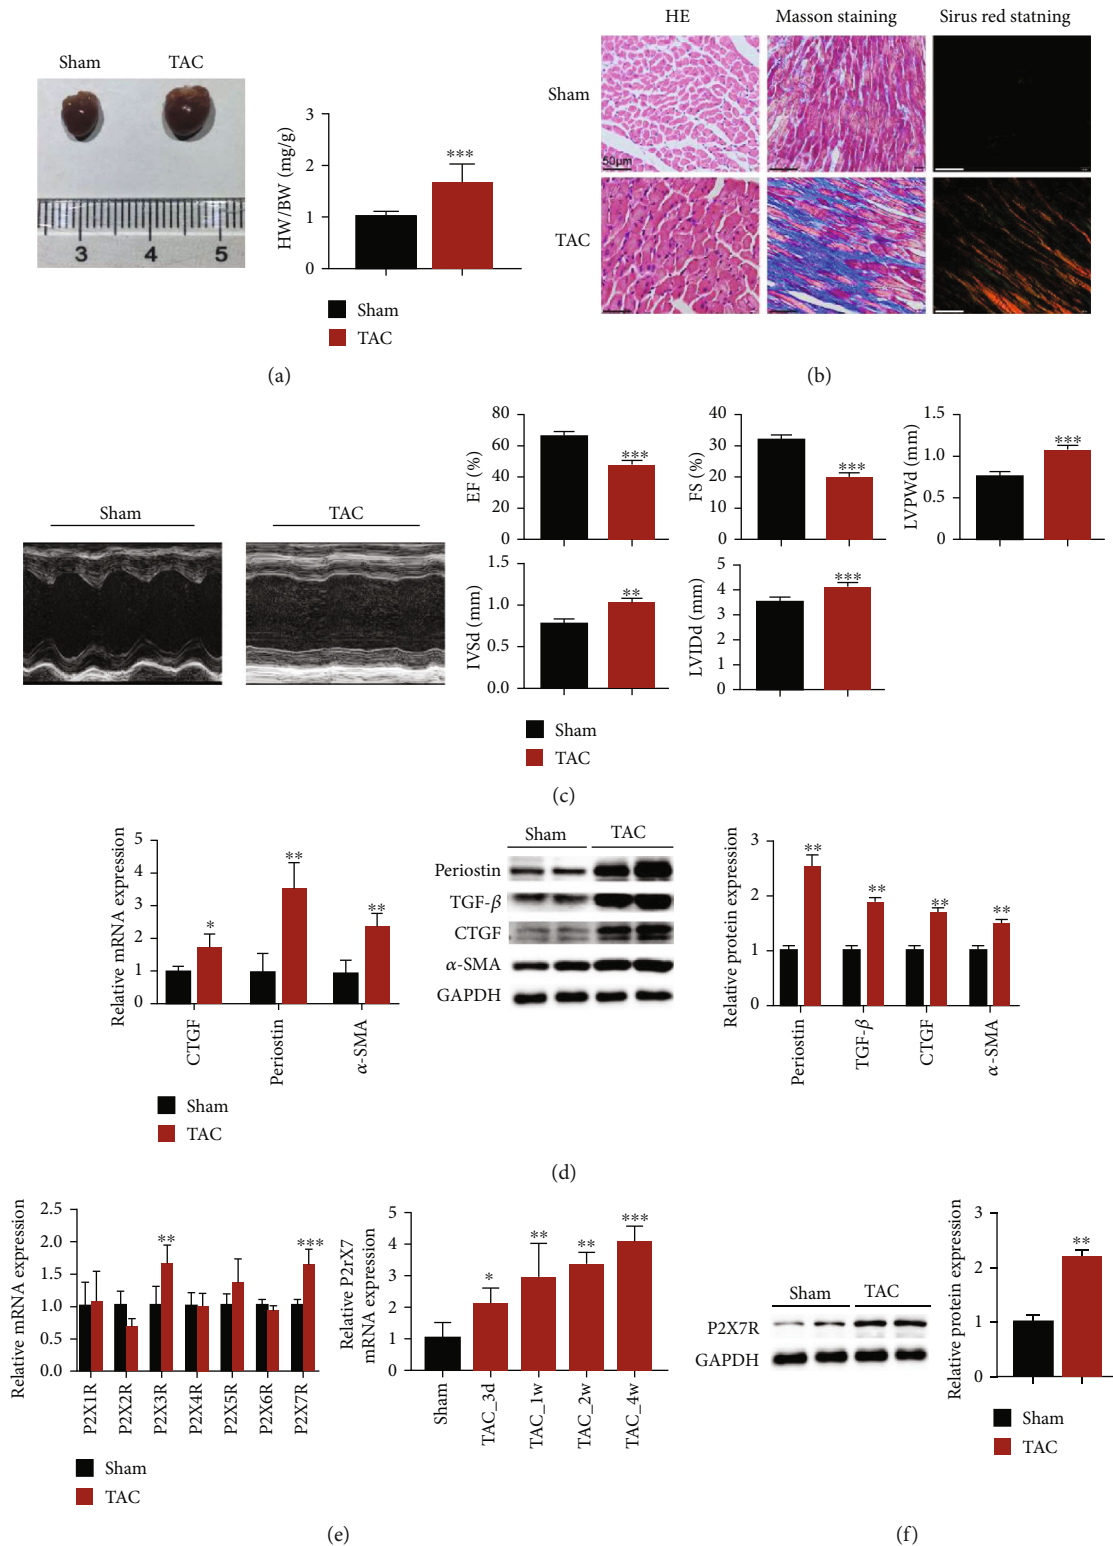 Sham TAC
3 4 5
HW/BW (mg/g)
3
2
1
0
***
Sham
TAC
(a)
HE Masson staining Sirus red statning
Sham
50μm
TAC
(b)
Sham TAC
EF (%)
80
60
40
20
0
***
FS (%)
40
30
20
10
0
***
LVPWd (mm)
1.5
1.0
0.5
0
***
IVSd (mm)
1.5
1.0
0.5
0.0
**
LVIDd (mm)
5
4
3
2
1
0
***
Sham
TAC
(c)
Relative mRNA expression
5
4
3
2
1
0
* ** **
CTGF Periostin α-SMA
Sham
TAC
Sham TAC
Periostin
TGF-β
CTGF
α-SMA
GAPDH
Relative protein expression
3
2
1
0
** ** ** **
Periostin TGF-β CTGF α-SMA
(d)
Relative mRNA expression
2.5
2.0
1.5
1.0
0.5
0.0
** ***
P2X1R P2X2R P2X3R P2X4R P2X5R P2X6R P2X7R
Sham
TAC
Relative P2rX7
mRNA expression
5
4
3
2
1
0
* ** ** ***
Sham TAC_3d TAC_1w TAC_2w TAC_4w
(e)
Sham TAC
P2X7R
GAPDH
Relative protein expression
3
2
1
0
**
Sham
TAC
(f)